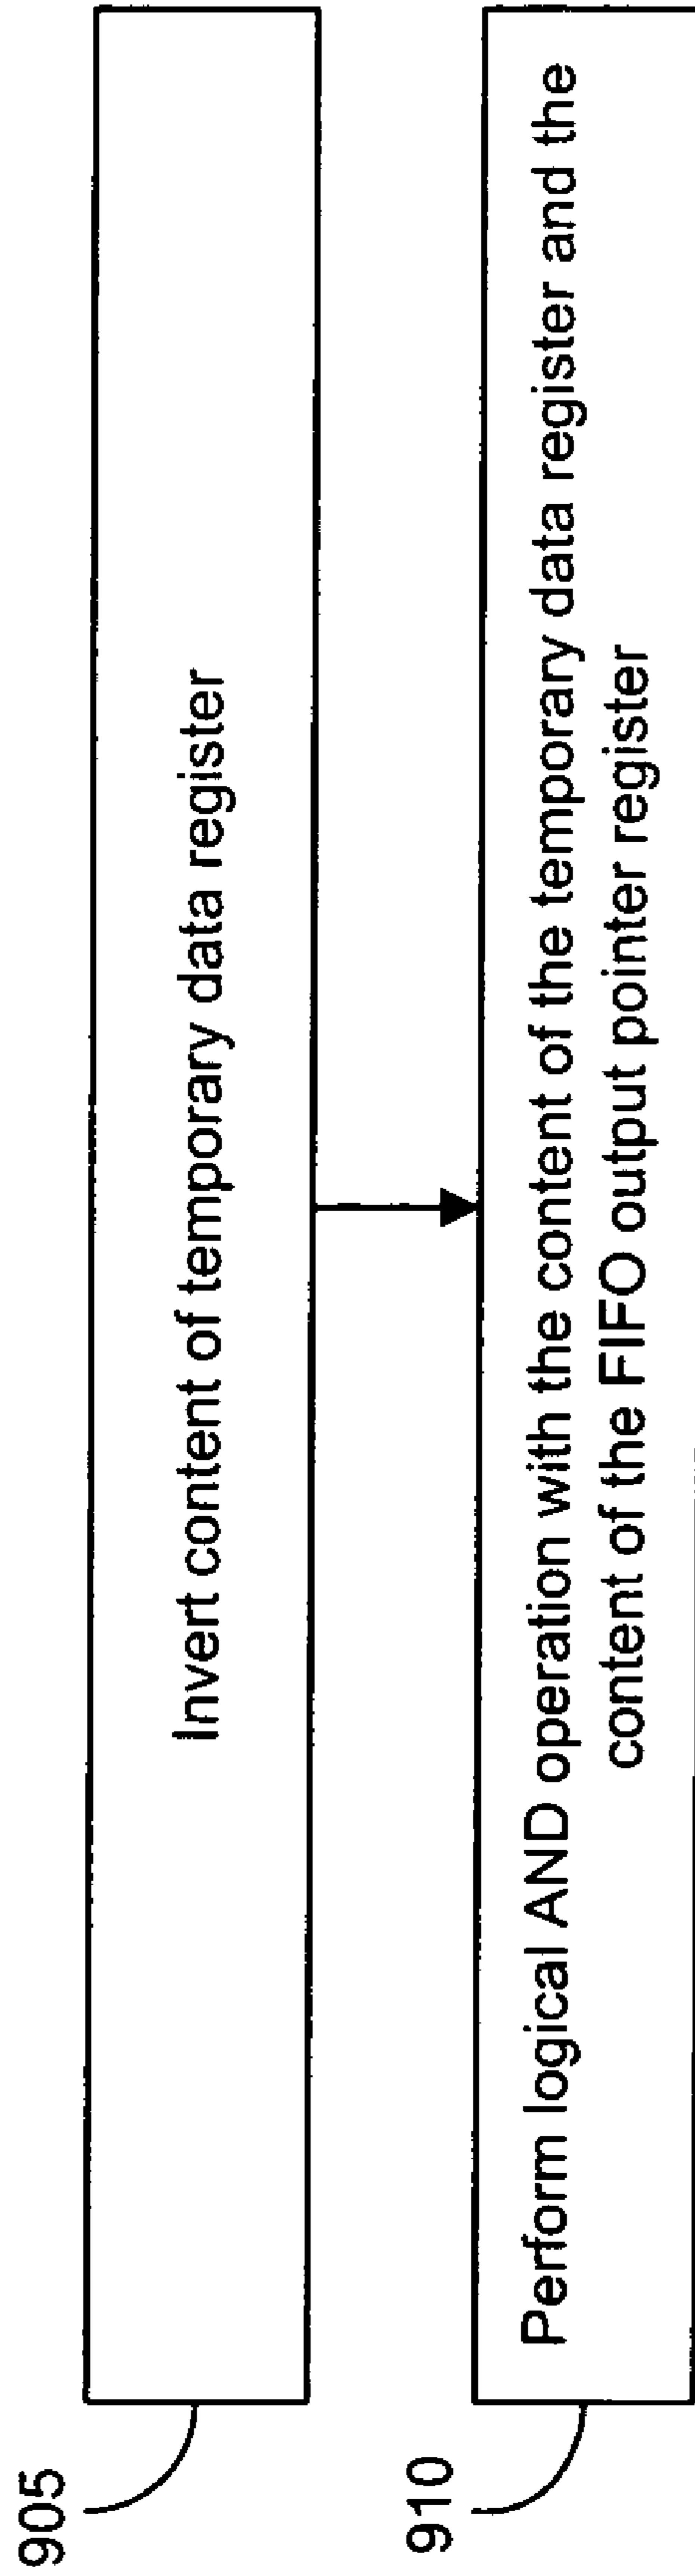 905
Invert content of temporary data register
910
Perform logical AND operation with the content of the temporary data register and the
content of the FIFO output pointer register